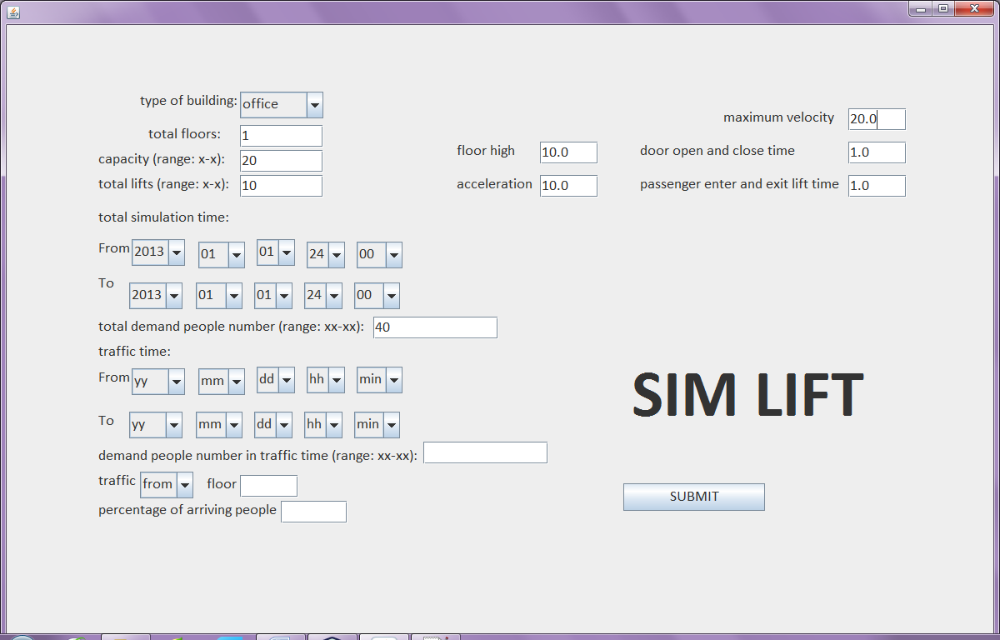 type of building: office
maximum velocity 20.0
total floors: 1
floor high 10.0 door open and close time 1.0
capacity (range: x-x): 20
total lifts (range: x-x): 10
acceleration 10.0 passenger enter and exit lift time 1.0
total simulation time:
From 2013 01 01 24 00
To 2013 01 01 24 00
total demand people number (range: xx-xx): 40
traffic time:
From yy mm dd hh min
To yy mm dd hh min
SIM LIFT
demand people number in traffic time (range: xx-xx):
traffic from floor
percentage of arriving people
SUBMIT